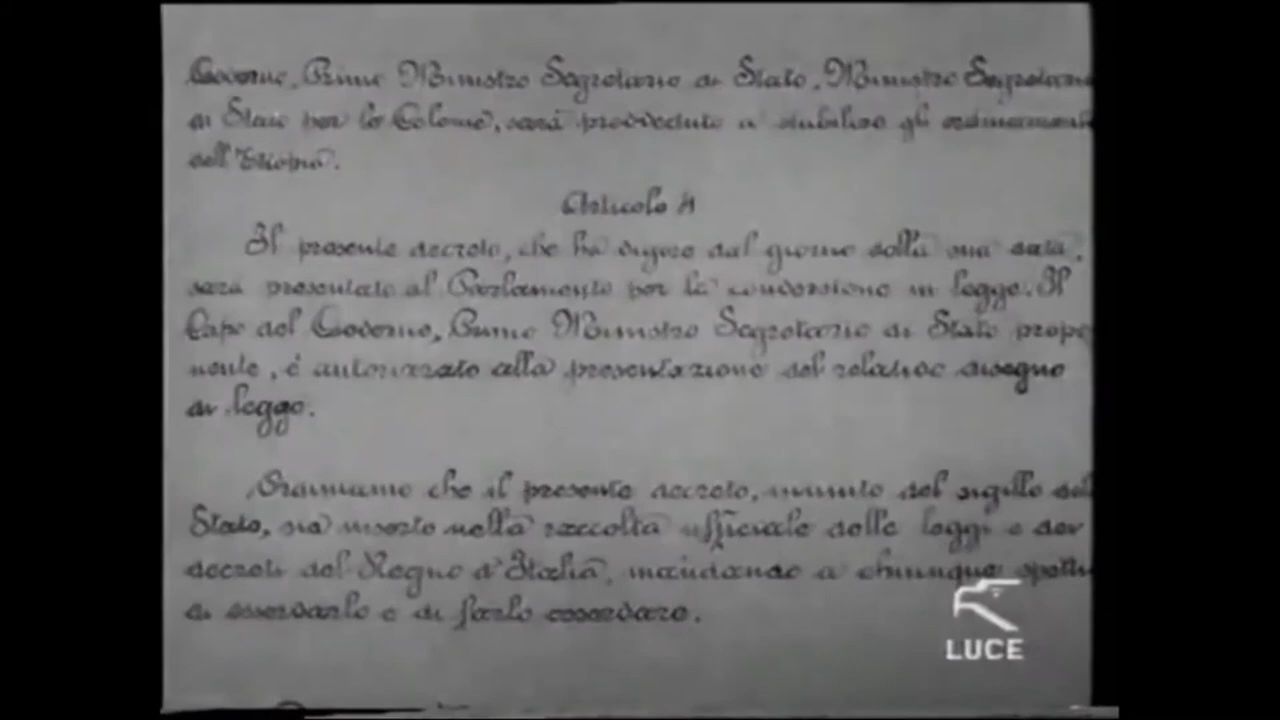 Governo, Primo Ministro Segretario di Stato, Ministro Segretario
di Stato per le Colonie, sarà provveduto a stabilire gli ordinamenti
dell'Etiopia.
Articolo 4
Il presente decreto, che ha vigore dal giorno della sua data,
sarà presentato al Parlamento per la conversione in legge. Il
Capo del Governo, Primo Ministro Segretario di Stato propo
nente, è autorizzato alla presentazione del relativo disegno
di legge.
Ordiniamo che il presente decreto, munito del sigillo dello
Stato, sia inserto nella raccolta ufficiale delle leggi e dei
decreti del Regno d'Italia, mandando a chiunque spetti
di osservarlo e di farlo osservare.
LUCE